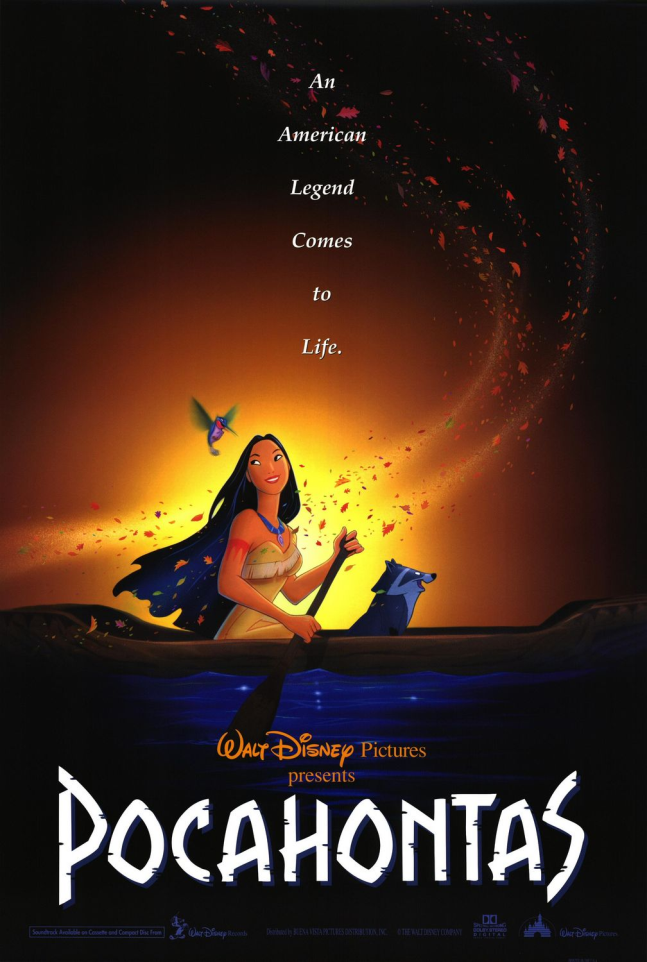 An
American
Legend
Comes
to
Life.
WALT DISNEY Pictures
presents
POCAHONTAS
Soundtrack Available on Cassette and Compact Disc From
Walt Disney Records
Distributed by BUENA VISTA PICTURES DISTRIBUTION, INC.
© THE WALT DISNEY COMPANY
DIGITAL
Walt Disney Pictures